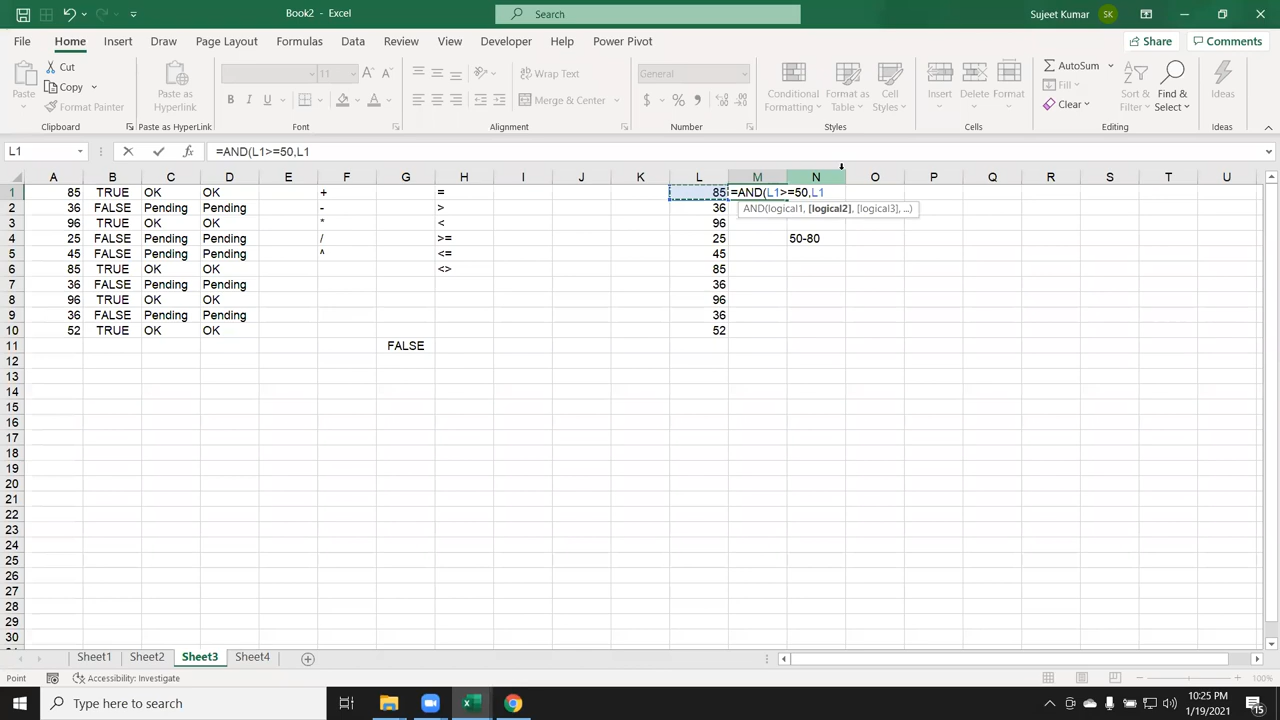 Book2 - Excel
Search
Sujeet Kumar
SK
File Home Insert Draw Page Layout Formulas Data Review View Developer Help Power Pivot
Share Comments
Paste Cut Copy Format Painter
Clipboard
Paste as Hyperlink
Paste as HyperLink
11
B I U
Font
Wrap Text
Merge & Center
Alignment
General
$ %
Number
Conditional Formatting Format as Table Cell Styles
Styles
Insert Delete Format
Cells
AutoSum Fill Clear Sort & Filter Find & Select
Editing
Ideas
Ideas
L1 fx =AND(L1>=50,L1
A B C D E F G H I J K L M N O P Q R S T U
1 85 TRUE OK OK + = 85 =AND(L1>=50,L1
AND(logical1, [logical2], [logical3], ...)
2 36 FALSE Pending Pending - > 36
3 96 TRUE OK OK * < 96
4 25 FALSE Pending Pending / >= 25 50-80
5 45 FALSE Pending Pending ^ <= 45
6 85 TRUE OK OK <> 85
7 36 FALSE Pending Pending 36
8 96 TRUE OK OK 96
9 36 FALSE Pending Pending 36
10 52 TRUE OK OK 52
11 FALSE
12
13
14
15
16
17
18
19
20
21
22
23
24
25
26
27
28
29
30
Sheet1 Sheet2 Sheet3 Sheet4
Point Accessibility: Investigate 100%
Type here to search
10:25 PM
1/19/2021
15